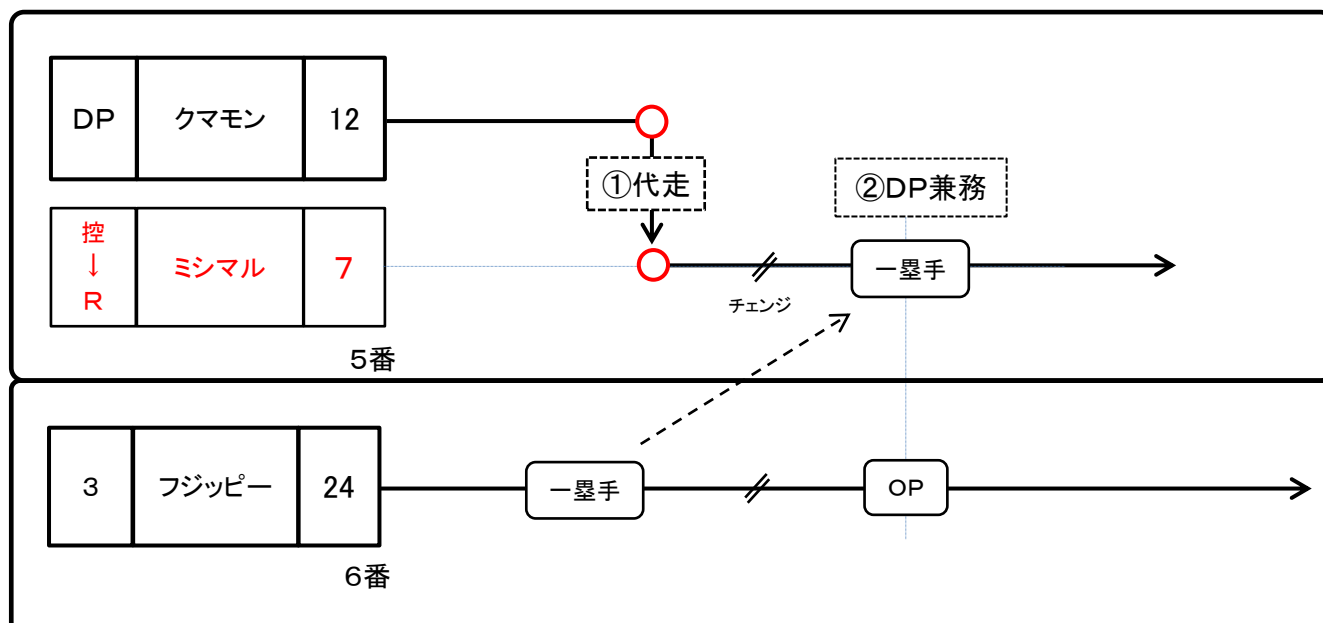 ＤＰ
クマモン
12
①代走
②ＤＰ兼務
控
↓
Ｒ
ミシマル
７
一塁手
チェンジ
５番
３
フジッピー
24
一塁手
ＯＰ
６番